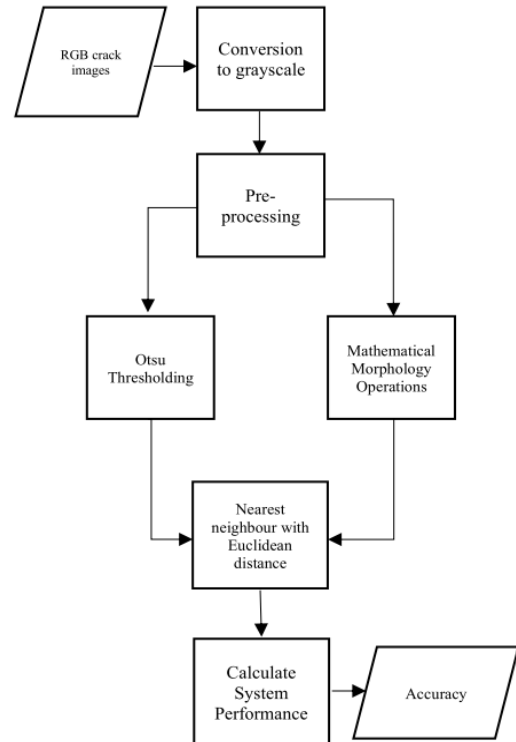 RGB crack
images
Conversion
to grayscale
Pre-
processing
Otsu
Thresholding
Mathematical
Morphology
Operations
Nearest
neighbour with
Euclidean
distance
Calculate
System
Performance
Accuracy